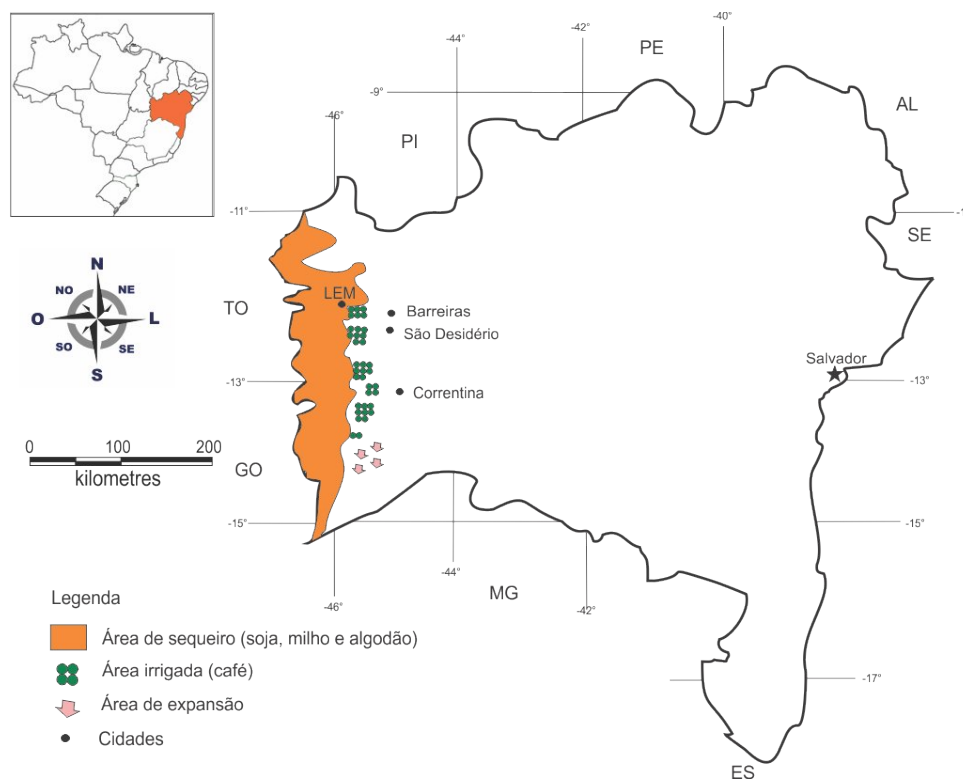 -40°
-42°
PE
-44°
-9°
AL
-46°
PI
-11°
-1
SE
N
NO
NE
O
L
SO
SE
S
TO
LEM
Barreiras
São Desidério
Salvador
-13°
-13°
Correntina
0
100
200
kilometres
GO
-15°
-15°
-44°
-46°
-42°
MG
Legenda
Área de sequeiro (soja, milho e algodão)
Área irrigada (café)
-17°
Área de expansão
Cidades
ES